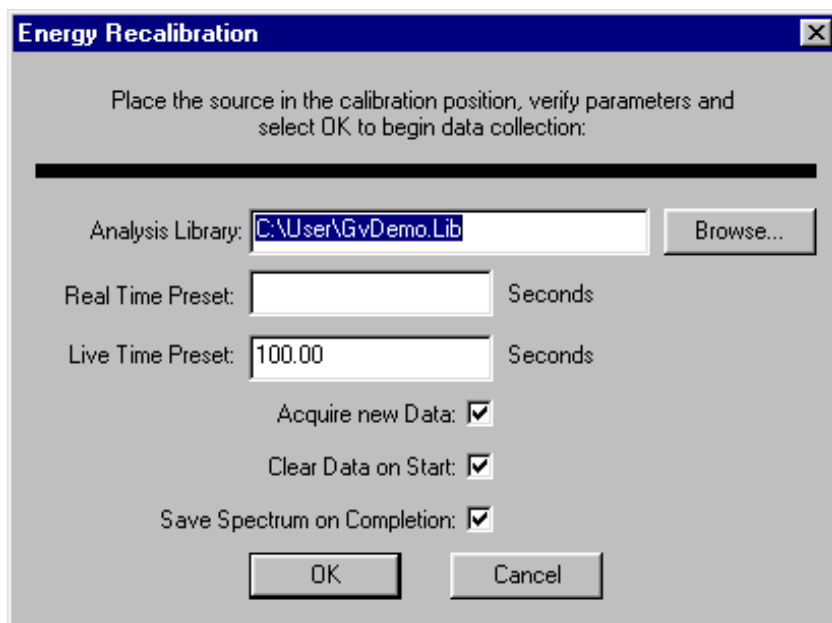 Energy Recalibration
Place the source in the calibration position, verify parameters and
select OK to begin data collection:
Analysis Library: C:\User\GvDemo.Lib Browse...
Real Time Preset: Seconds
Live Time Preset: 100.00 Seconds
Acquire new Data:
Clear Data on Start:
Save Spectrum on Completion:
OK Cancel